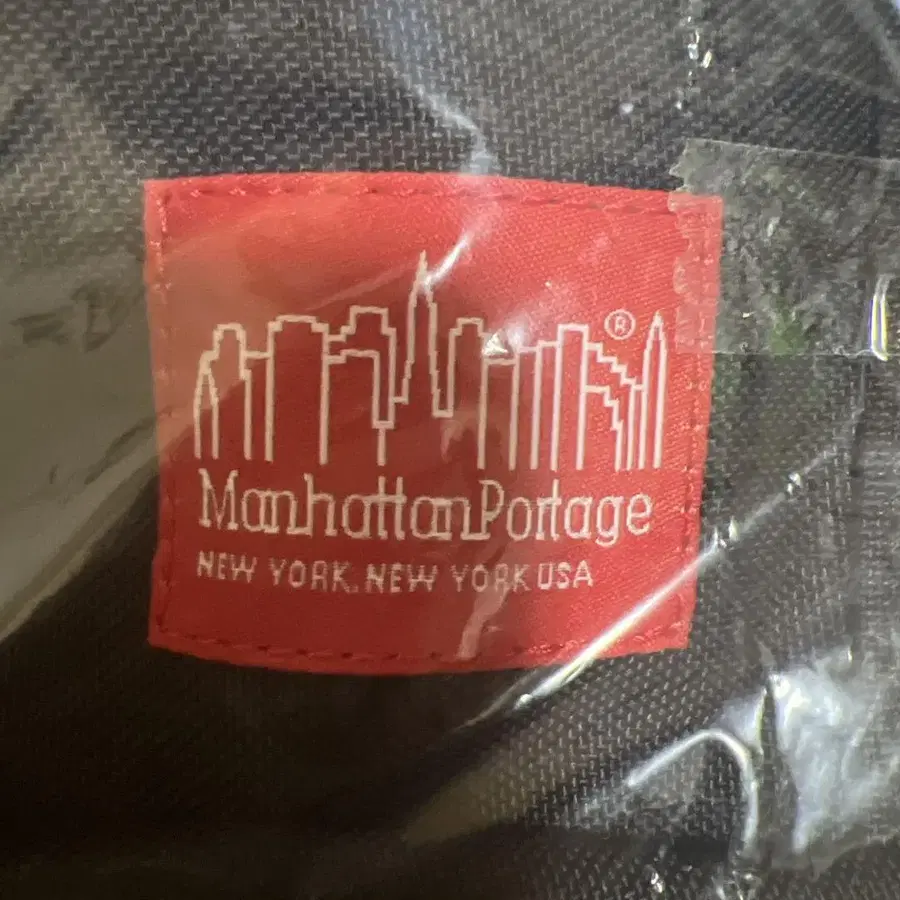 ®
ManhattanPortage
NEW YORK, NEW YORK USA